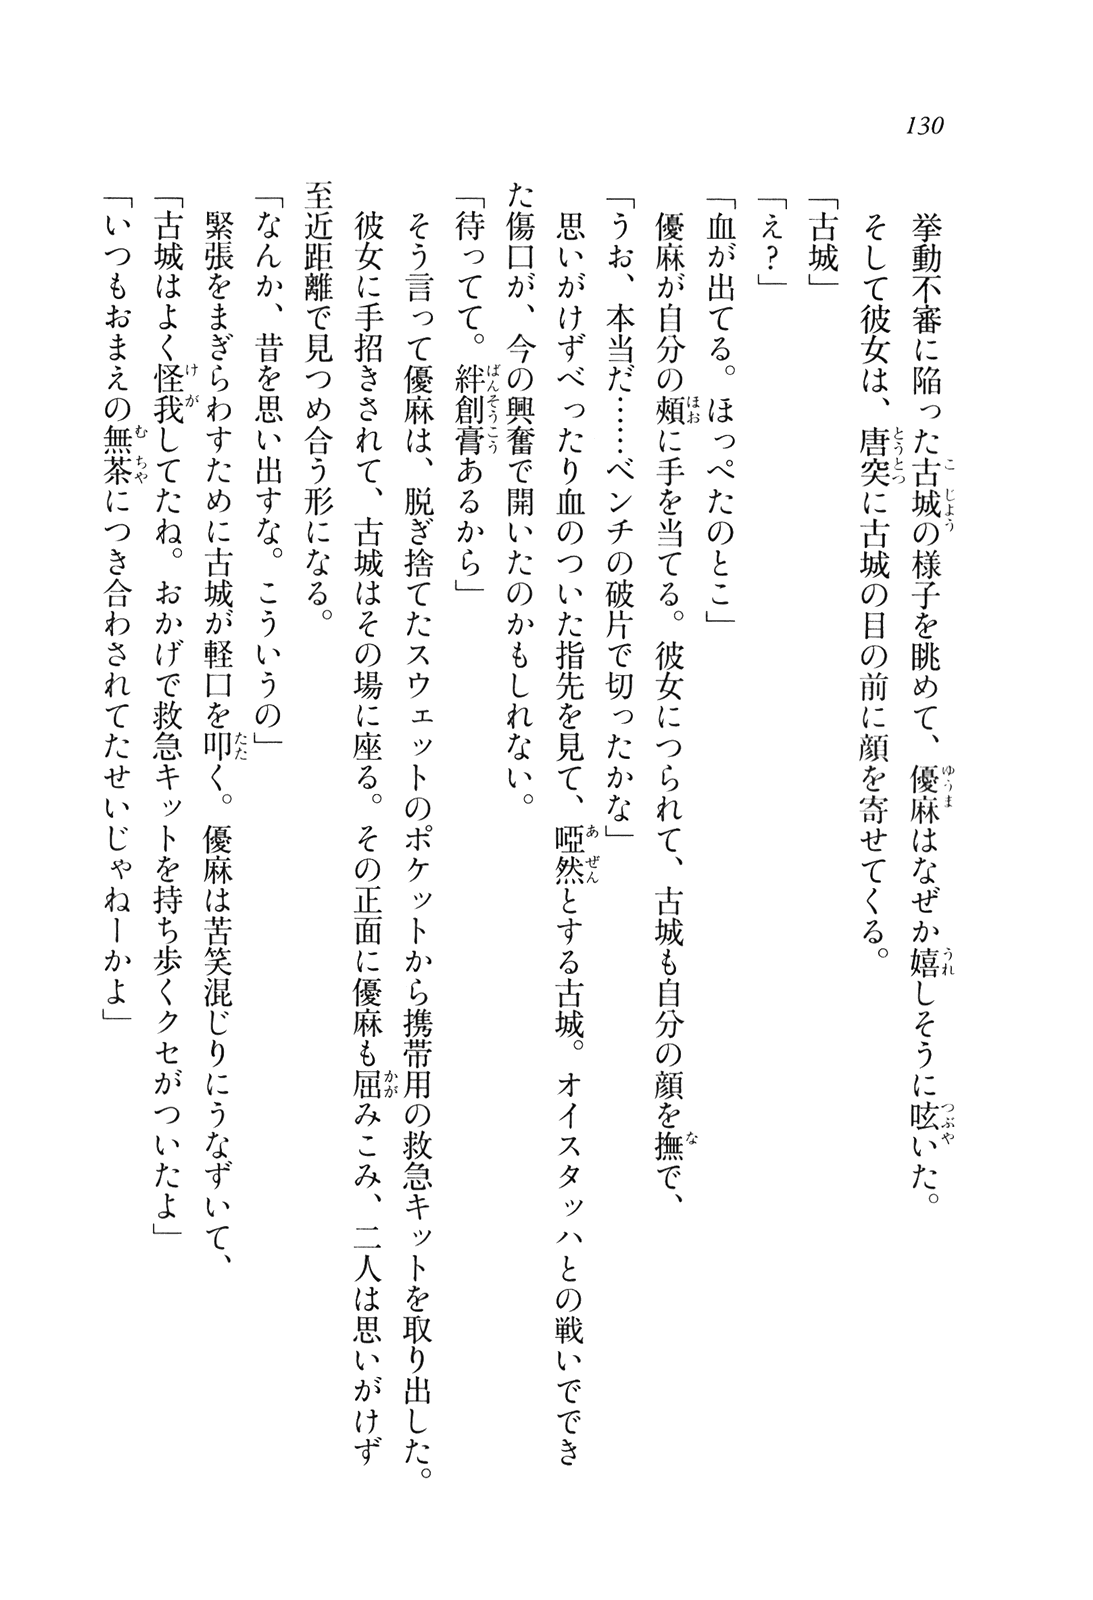 130
挙動不審に陥った古城の様子を眺めて、優麻はなぜか嬉しそうに呟いた。
そして彼女は、唐突に古城の目の前に顔を寄せてくる。
「古城」
「え？」
「血が出てる。ほっぺたのとこ」
優麻が自分の頰に手を当てる。彼女につられて、古城も自分の顔を撫で、
「うお、本当だ……ベンチの破片で切ったかな」
思いがけずべったり血のついた指先を見て、啞然とする古城。オイスタッハとの戦いででき
た傷口が、今の興奮で開いたのかもしれない。
「待ってて。絆創膏あるから」
そう言って優麻は、脱ぎ捨てたスウェットのポケットから携帯用の救急キットを取り出した。
彼女に手招きされて、古城はその場に座る。その正面に優麻も屈みこみ、二人は思いがけず
至近距離で見つめ合う形になる。
「なんか、昔を思い出すな。こういうの」
緊張をまぎらわすために古城が軽口を叩く。優麻は苦笑混じりにうなずいて、
「古城はよく怪我してたね。おかげで救急キットを持ち歩くクセがついたよ」
「いつもおまえの無茶につき合わされてたせいじゃねーかよ」